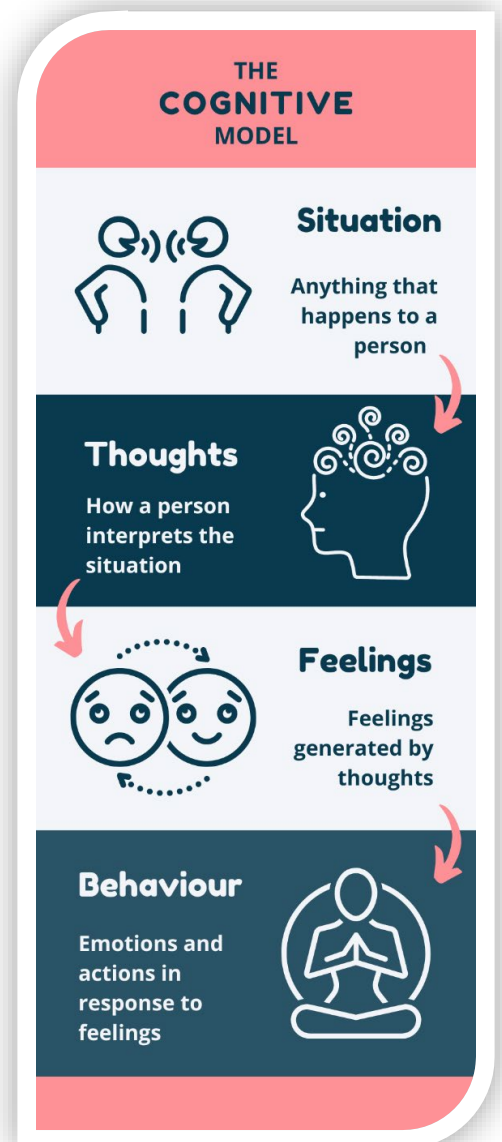 THE
COGNITIVE
MODEL
Situation
Anything that
happens to a
person
Thoughts
How a person
interprets the
situation
Feelings
Feelings
generated by
thoughts
Behaviour
Emotions and
actions in
response to
feelings